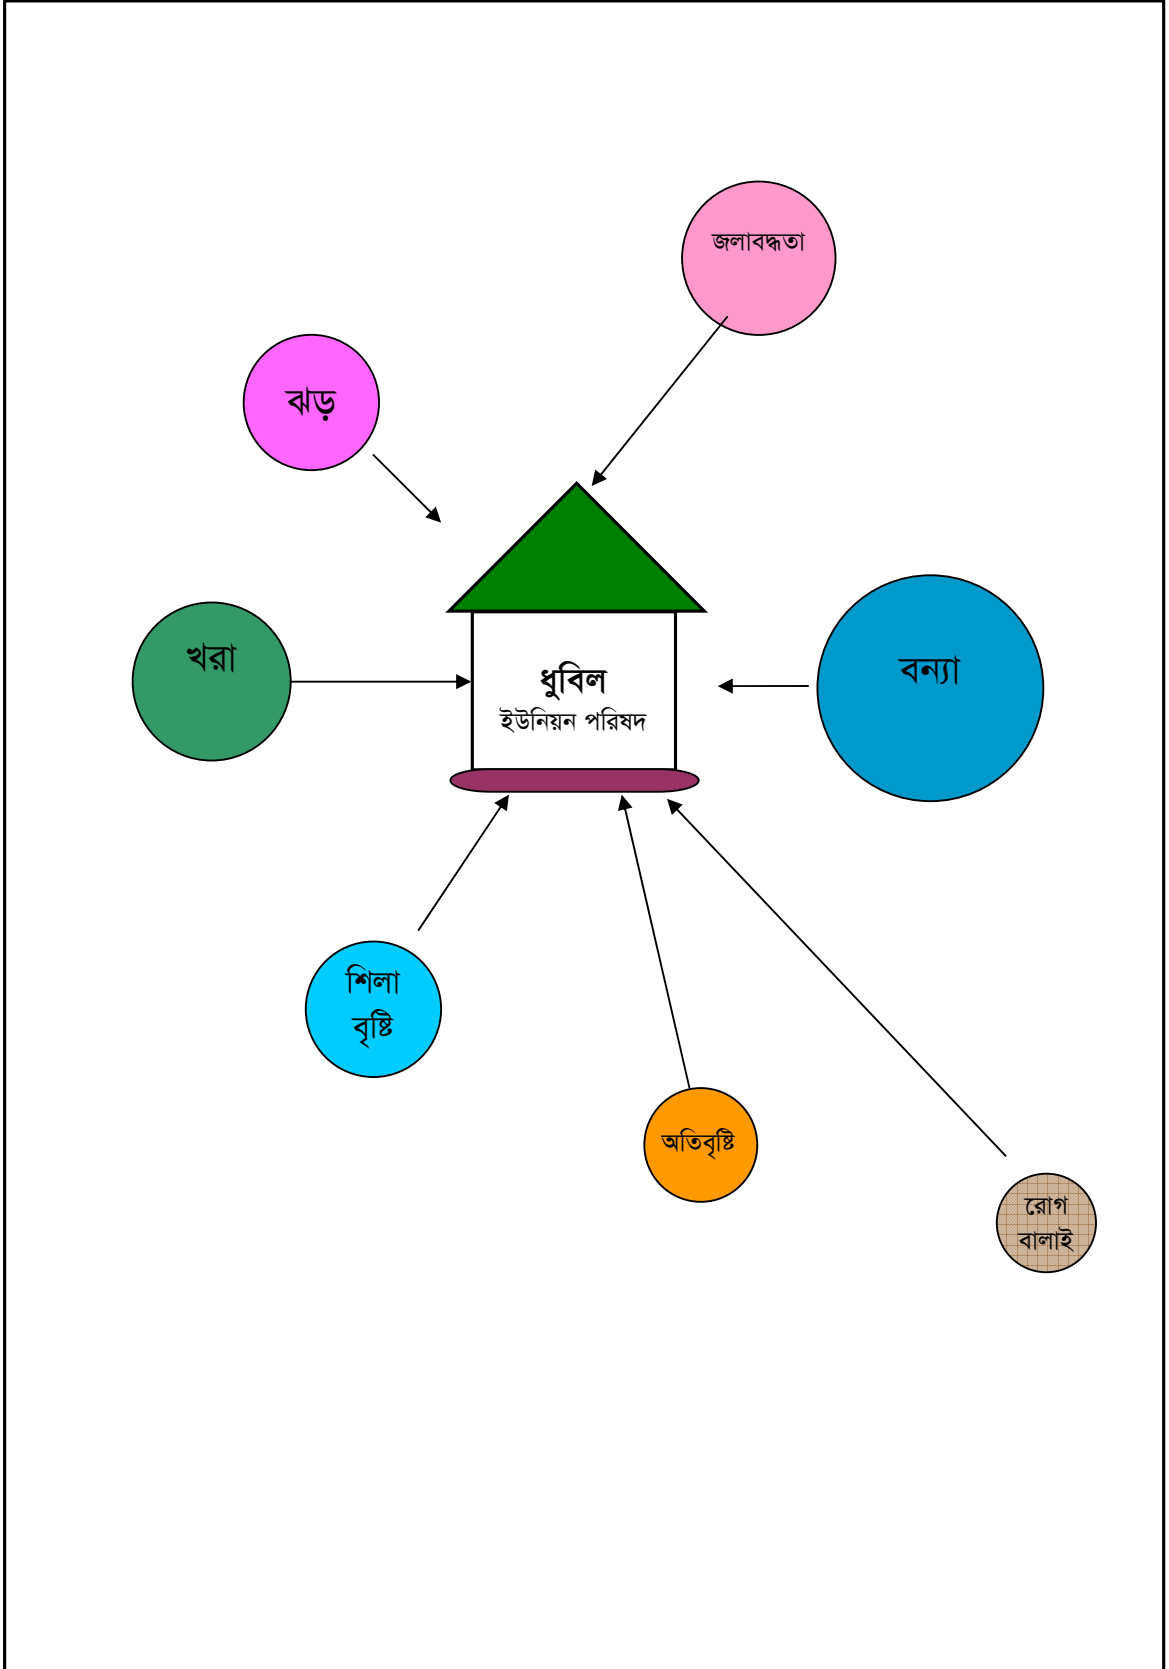 জলাবদ্ধতা
ঝড়
খরা
বন্যা
ধুবিল
ইউনিয়ন পরিষদ
শিলা
বৃষ্টি
অতিবৃষ্টি
রোগ
বালাই